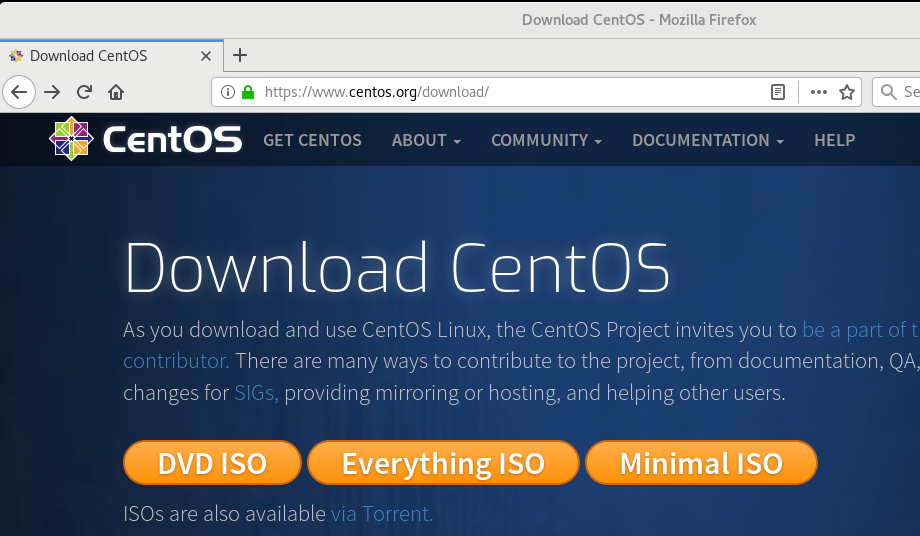 Download CentOS - Mozilla Firefox
Download CentOS
https://www.centos.org/download/
Se
CentOS GET CENTOS ABOUT COMMUNITY DOCUMENTATION HELP
Download CentOS
As you download and use CentOS Linux, the CentOS Project invites you to be a part of t
contributor. There are many ways to contribute to the project, from documentation, QA,
changes for SIGs, providing mirroring or hosting, and helping other users.
DVD ISO Everything ISO Minimal ISO
ISOs are also available via Torrent.